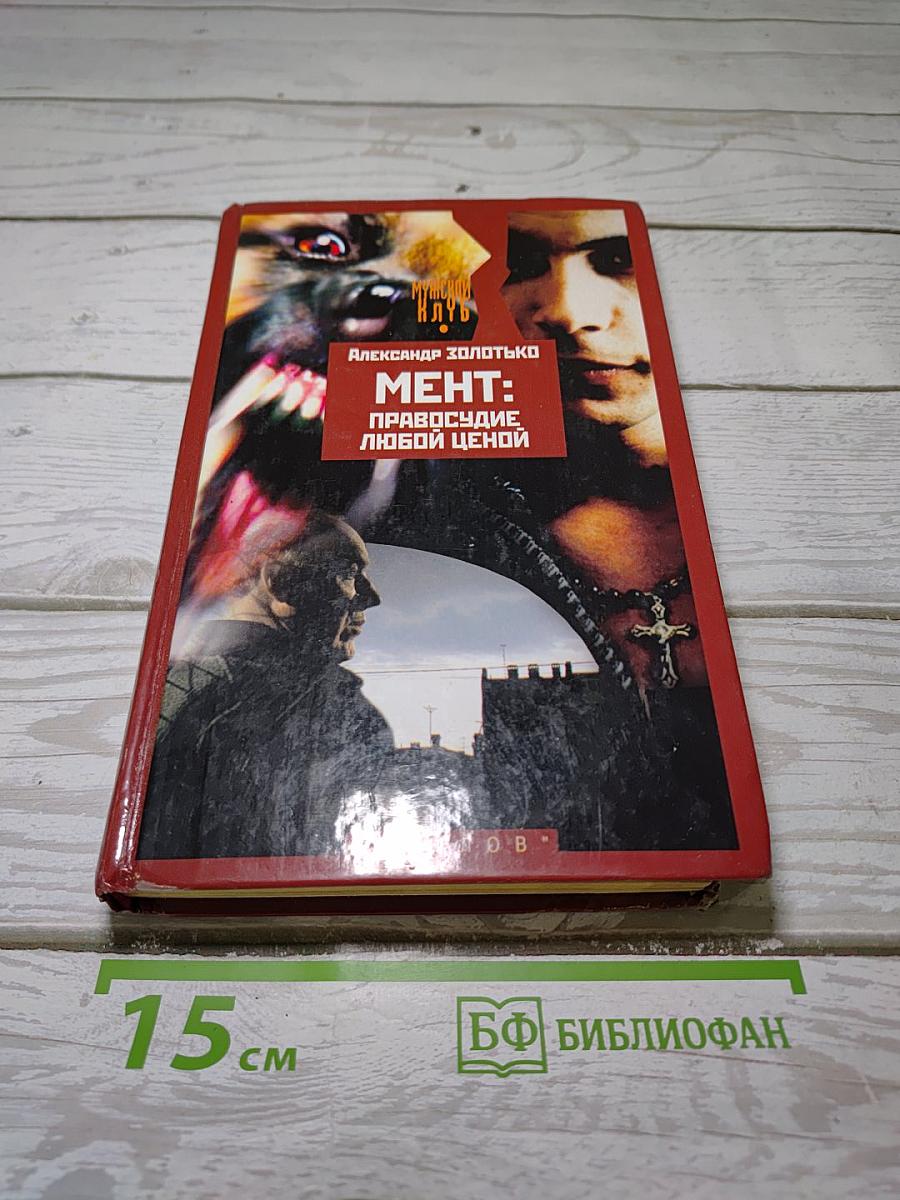 МУЖСКОЙ
КЛУБ
АЛЕКСАНДР ЗОЛОТЬКО
МЕНТ:
ПРАВОСУДИЕ
ЛЮБОЙ ЦЕНОЙ
15 см
БФ БИБЛИОФАН